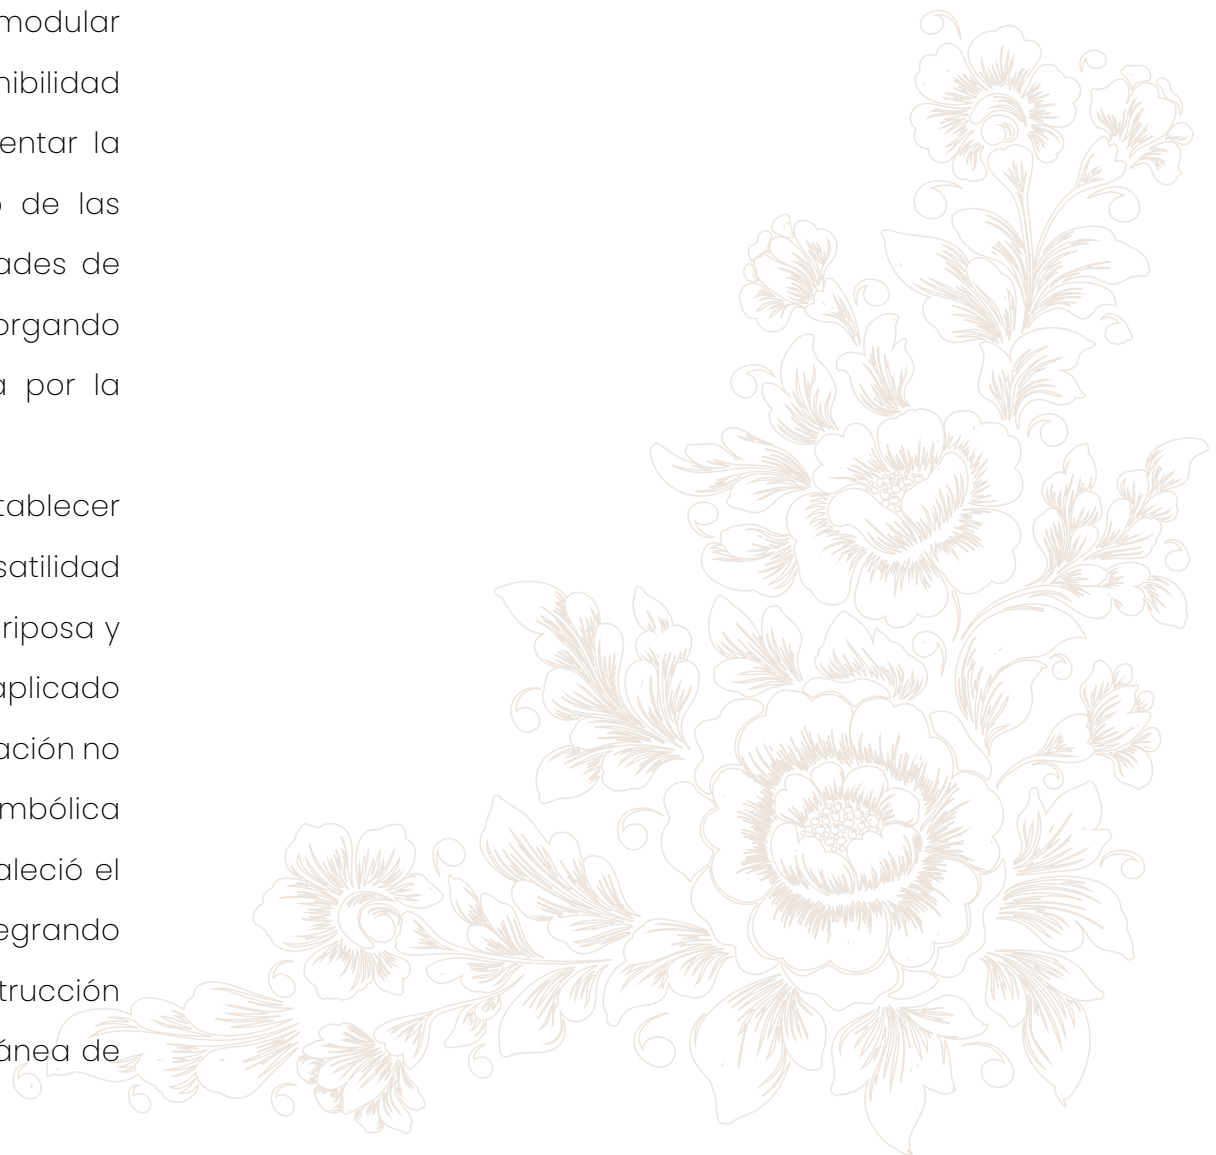 modular
nibilidad
entar la
o de las
ades de
orgando
a por la
tablecer
satilidad
riposa y
aplicado
ación no
mbólica
aleció el
egrando
trucción
ánea de